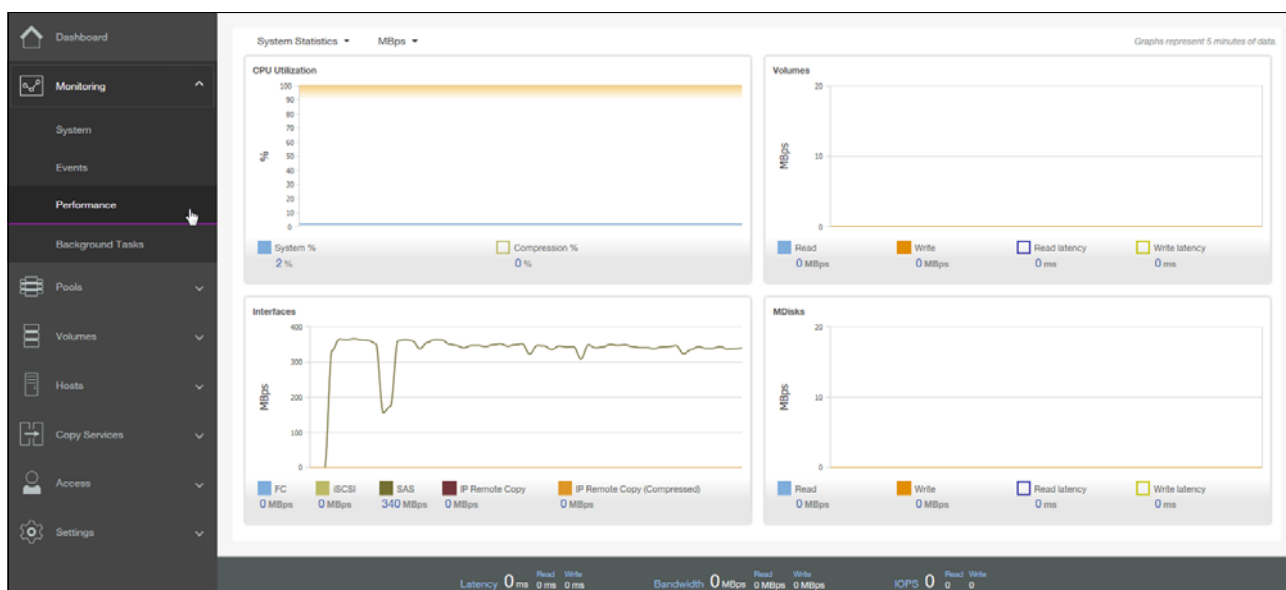 Dashboard
Monitoring
System
Events
Performance
Background Tasks
Pools
Volumes
Hosts
Copy Services
Access
Settings
System Statistics MBps Graphs represent 5 minutes of data.
CPU Utilization
100
90
80
70
60
50
40
30
20
10
0
%
System % Compression %
2 % 0 %
Volumes
20
10
0
MBps
Read Write Read latency Write latency
0 MBps 0 MBps 0 ms 0 ms
Interfaces
400
300
200
100
0
MBps
FC iSCSI SAS IP Remote Copy IP Remote Copy (Compressed)
0 MBps 0 MBps 340 MBps 0 MBps 0 MBps
MDisks
20
10
0
MBps
Read Write Read latency Write latency
0 MBps 0 MBps 0 ms 0 ms
Read Write Read Write Read Write
Latency 0 ms 0 ms 0 ms Bandwidth 0 MBps 0 MBps 0 MBps IOPS 0 0 0